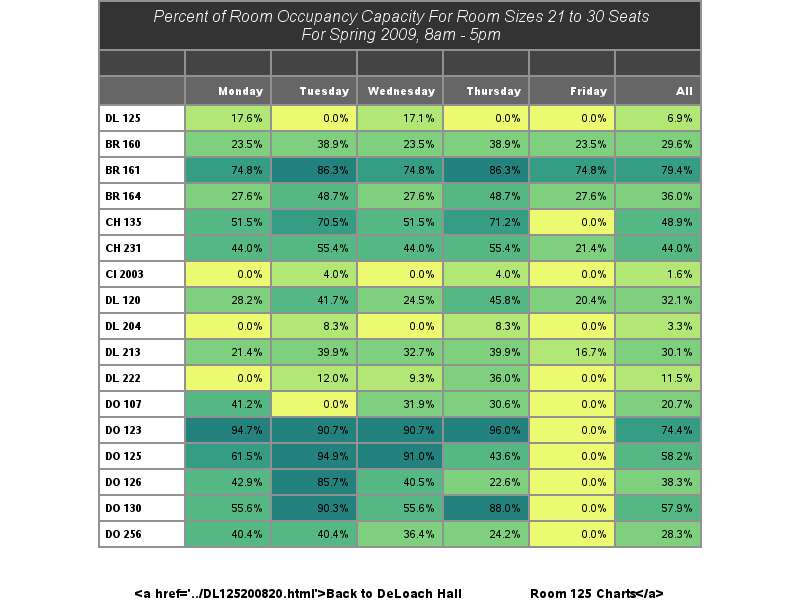 Percent of Room Occupancy Capacity For Room Sizes 21 to 30 Seats
For Spring 2009, 8am - 5pm
Monday Tuesday Wednesday Thursday Friday All
DL 125 17.6% 0.0% 17.1% 0.0% 0.0% 6.9%
BR 160 23.5% 38.9% 23.5% 38.9% 23.5% 29.6%
BR 161 74.8% 86.3% 74.8% 86.3% 74.8% 79.4%
BR 164 27.6% 48.7% 27.6% 48.7% 27.6% 36.0%
CH 135 51.5% 70.5% 51.5% 71.2% 0.0% 48.9%
CH 231 44.0% 55.4% 44.0% 55.4% 21.4% 44.0%
CI 2003 0.0% 4.0% 0.0% 4.0% 0.0% 1.6%
DL 120 28.2% 41.7% 24.5% 45.8% 20.4% 32.1%
DL 204 0.0% 8.3% 0.0% 8.3% 0.0% 3.3%
DL 213 21.4% 39.9% 32.7% 39.9% 16.7% 30.1%
DL 222 0.0% 12.0% 9.3% 36.0% 0.0% 11.5%
DO 107 41.2% 0.0% 31.9% 30.6% 0.0% 20.7%
DO 123 94.7% 90.7% 90.7% 96.0% 0.0% 74.4%
DO 125 61.5% 94.9% 91.0% 43.6% 0.0% 58.2%
DO 126 42.9% 85.7% 40.5% 22.6% 0.0% 38.3%
DO 130 55.6% 90.3% 55.6% 88.0% 0.0% 57.9%
DO 256 40.4% 40.4% 36.4% 24.2% 0.0% 28.3%
<a href='../DL125200820.html'>Back to DeLoach Hall Room 125 Charts</a>